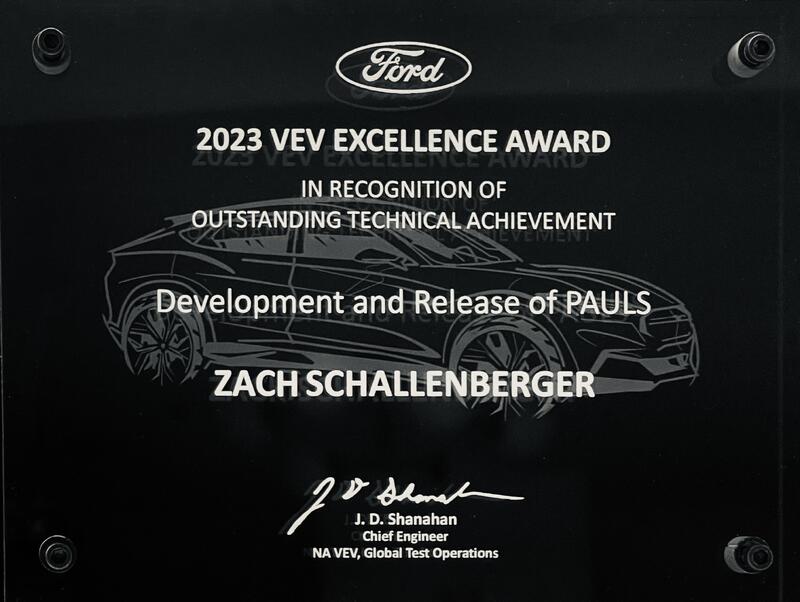 Ford
2023 VEV EXCELLENCE AWARD
IN RECOGNITION OF
OUTSTANDING TECHNICAL ACHIEVEMENT
Development and Release of PAULS
ZACH SCHALLENBERGER
J D Shanahan
J. D. Shanahan
Chief Engineer
NA VEV, Global Test Operations